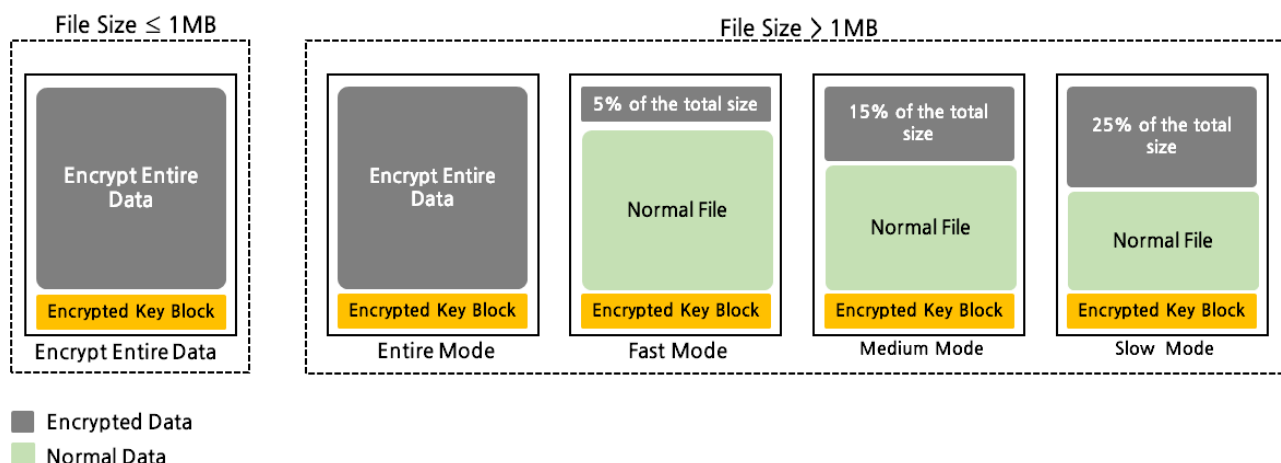 File Size ≤ 1MB
File Size > 1MB
Encrypt Entire
Data
Encrypted Key Block
Encrypt Entire Data
Encrypt Entire
Data
Encrypted Key Block
Entire Mode
5% of the total size
Normal File
Encrypted Key Block
Fast Mode
15% of the total
size
Normal File
Encrypted Key Block
Medium Mode
25% of the total
size
Normal File
Encrypted Key Block
Slow Mode
Encrypted Data
Normal Data